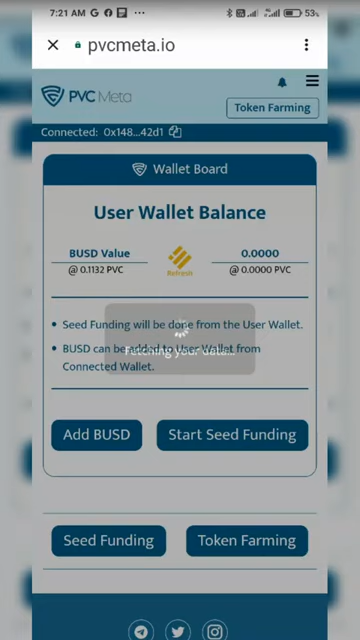 7:21 AM
53%
pvcmeta.io
PVC Meta
Token Farming
Connected: 0x148...42d1
Wallet Board
User Wallet Balance
BUSD Value
@ 0.1132 PVC
Refresh
0.0000
@ 0.0000 PVC
Seed Funding will be done from the User Wallet.
Fetching your data...
BUSD can be added to User Wallet from
Connected Wallet.
Add BUSD
Start Seed Funding
Seed Funding
Token Farming